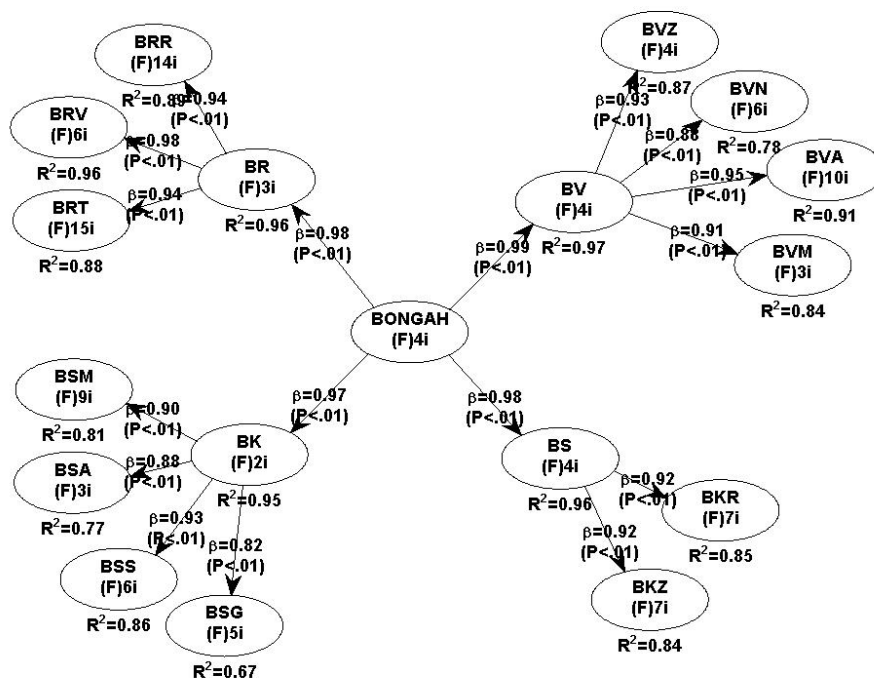 BRR
(F)14i
R²=0.89
β=0.94
(P<.01)
BRV
(F)6i
R²=0.96
β=0.98
(P<.01)
BRT
(F)15i
R²=0.88
β=0.94
(P<.01)
BR
(F)3i
R²=0.96
β=0.98
(P<.01)
BVZ
(F)4i
R²=0.87
β=0.93
(P<.01)
BVN
(F)6i
R²=0.78
β=0.88
(P<.01)
BVA
(F)10i
R²=0.91
β=0.95
(P<.01)
BVM
(F)3i
R²=0.84
β=0.91
(P<.01)
BV
(F)4i
R²=0.97
β=0.99
(P<.01)
BONGAH
(F)4i
BSM
(F)9i
R²=0.81
β=0.90
(P<.01)
BSA
(F)3i
R²=0.77
β=0.88
(P<.01)
BK
(F)2i
R²=0.95
β=0.97
(P<.01)
BSS
(F)6i
R²=0.86
β=0.93
(P<.01)
BSG
(F)5i
R²=0.67
β=0.82
(P<.01)
BS
(F)4i
R²=0.96
β=0.98
(P<.01)
BKR
(F)7i
R²=0.85
β=0.92
(P<.01)
BKZ
(F)7i
R²=0.84
β=0.92
(P<.01)